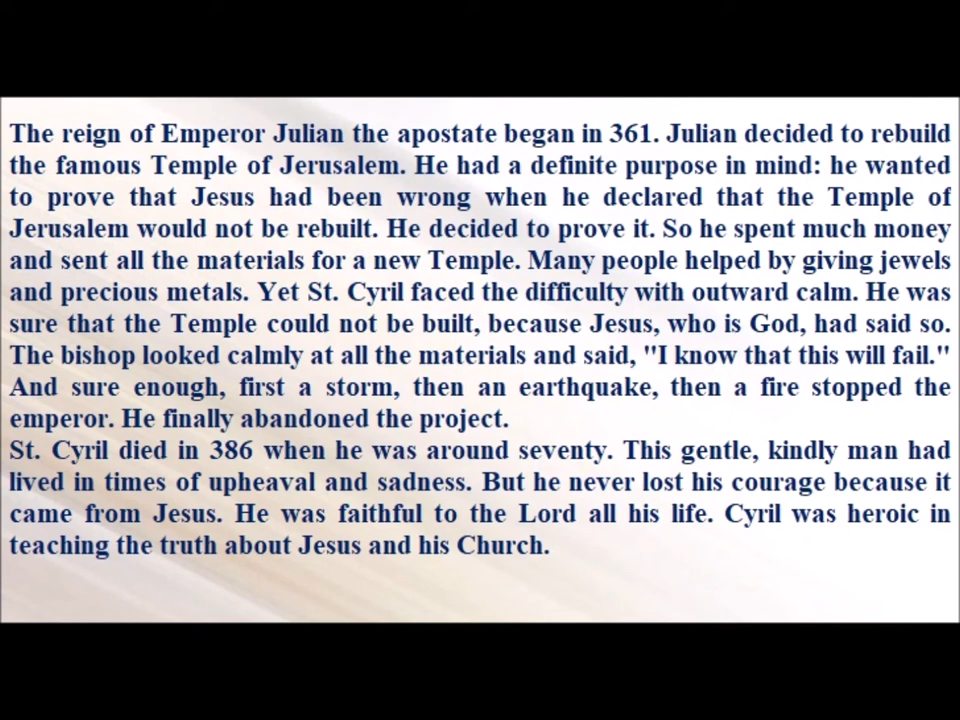 The reign of Emperor Julian the apostate began in 361. Julian decided to rebuild
the famous Temple of Jerusalem. He had a definite purpose in mind: he wanted
to prove that Jesus had been wrong when he declared that the Temple of
Jerusalem would not be rebuilt. He decided to prove it. So he spent much money
and sent all the materials for a new Temple. Many people helped by giving jewels
and precious metals. Yet St. Cyril faced the difficulty with outward calm. He was
sure that the Temple could not be built, because Jesus, who is God, had said so.
The bishop looked calmly at all the materials and said, "I know that this will fail."
And sure enough, first a storm, then an earthquake, then a fire stopped the
emperor. He finally abandoned the project.
St. Cyril died in 386 when he was around seventy. This gentle, kindly man had
lived in times of upheaval and sadness. But he never lost his courage because it
came from Jesus. He was faithful to the Lord all his life. Cyril was heroic in
teaching the truth about Jesus and his Church.